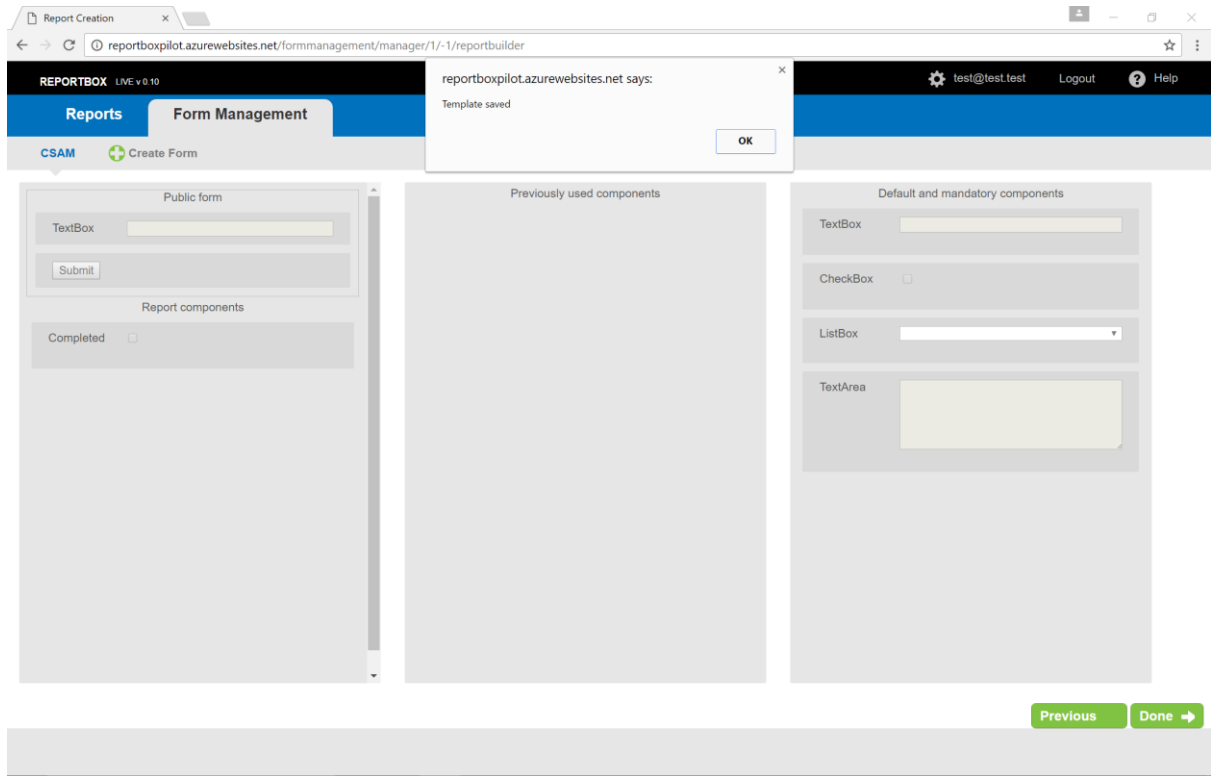 Report Creation
reportboxpilot.azurewebsites.net/formmanagement/manager/1/-1/reportbuilder
REPORTBOX LIVE v 0.10
test@test.test Logout Help
reportboxpilot.azurewebsites.net says:
Template saved
OK
Reports Form Management
CSAM Create Form
Public form
TextBox
Submit
Report components
Completed
Previously used components
Default and mandatory components
TextBox
CheckBox
ListBox
TextArea
Previous Done